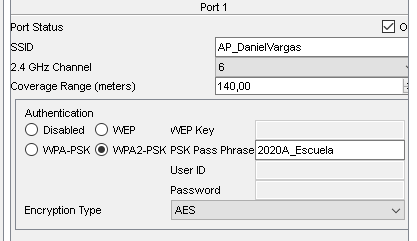 Port 1
Port Status
SSID AP_DanielVargas
2.4 GHz Channel 6
Coverage Range (meters) 140,00
Authentication
Disabled WEP WEP Key
WPA-PSK WPA2-PSK PSK Pass Phrase 2020A_Escuela
User ID
Password
Encryption Type AES